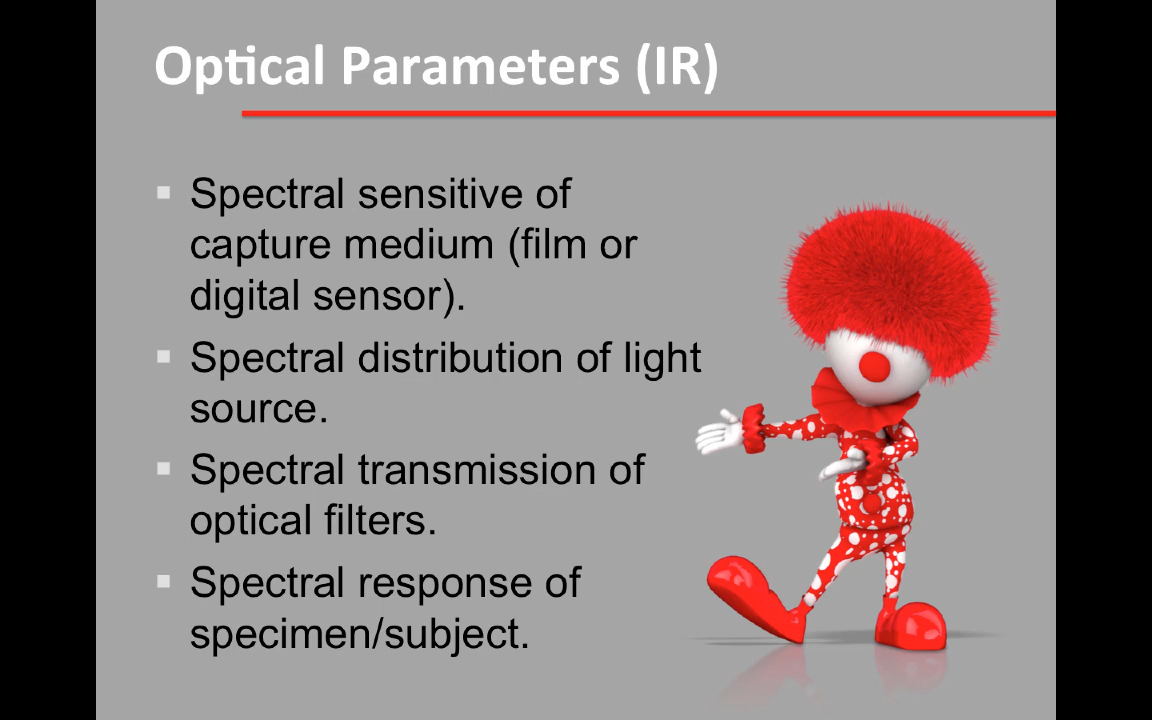 Optical Parameters (IR)
▪ Spectral sensitive of
capture medium (film or
digital sensor).
▪ Spectral distribution of light
source.
▪ Spectral transmission of
optical filters.
▪ Spectral response of
specimen/subject.